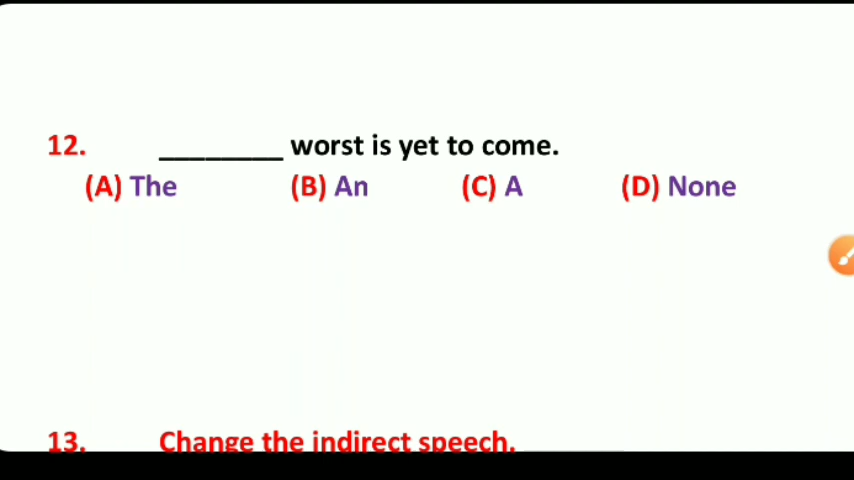 12. ________ worst is yet to come.
(A) The (B) An (C) A (D) None
13. Change the indirect speech.